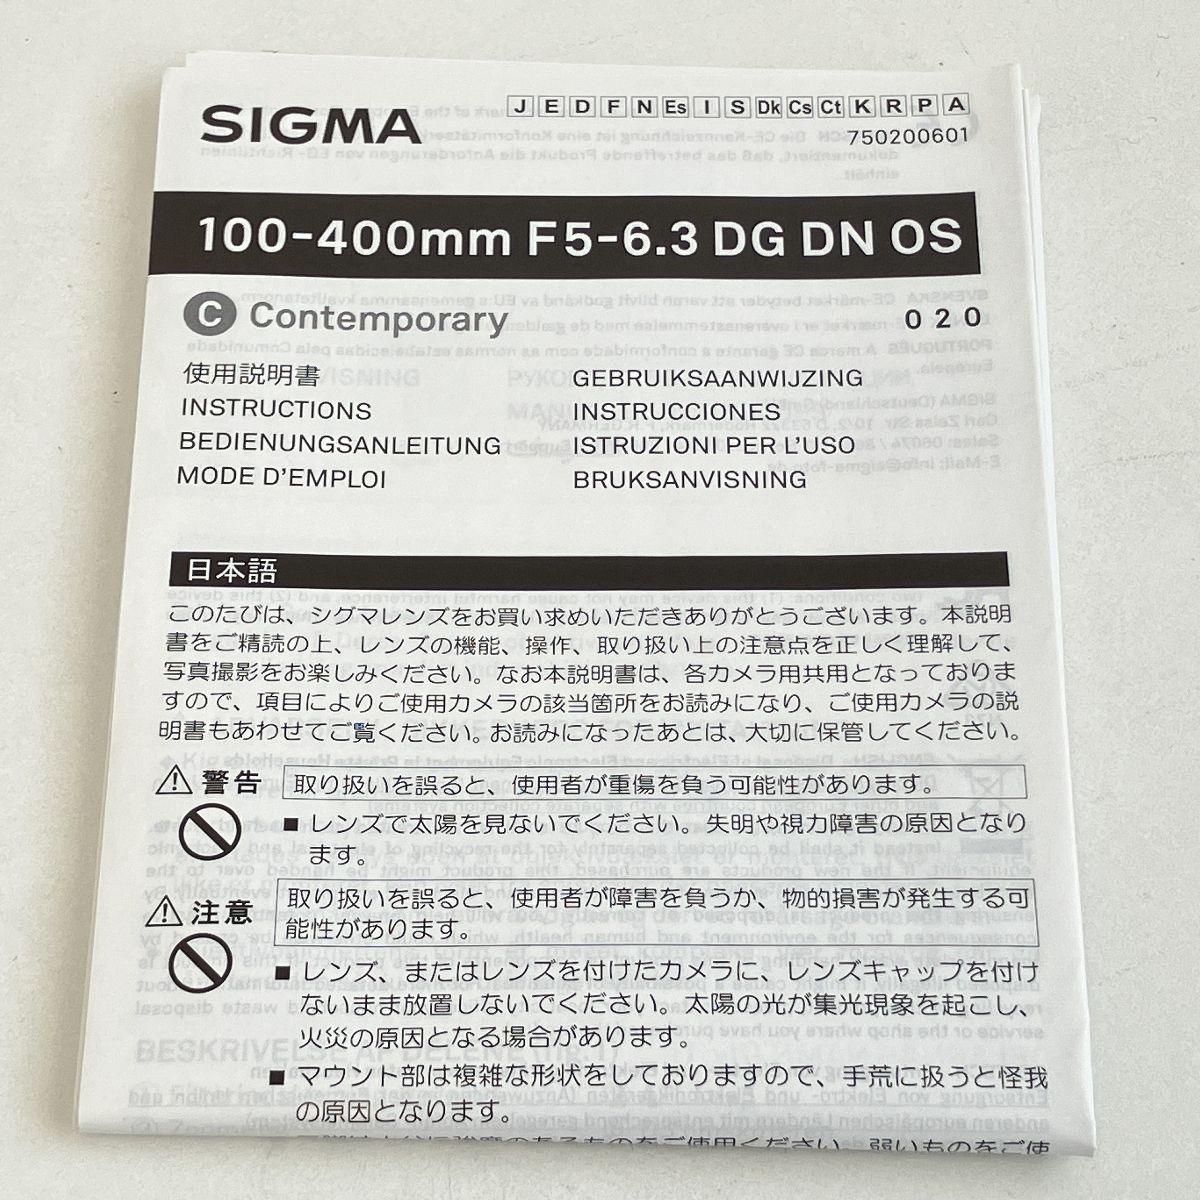 SIGMA
J E D F N Es I S Dk Cs Ct K R P A
750200601
100-400mm F5-6.3 DG DN OS
C Contemporary
020
使用説明書
INSTRUCTIONS
BEDIENUNGSANLEITUNG
MODE D'EMPLOI
GEBRUIKSAANWIJZING
INSTRUCCIONES
ISTRUZIONI PER L'USO
BRUKSANVISNING
日本語
このたびは、シグマレンズをお買い求めいただきありがとうございます。本説明
書をご精読の上、レンズの機能、操作、取り扱い上の注意点を正しく理解して、
写真撮影をお楽しみください。なお本説明書は、各カメラ用共用となっておりま
すので、項目によりご使用カメラの該当箇所をお読みになり、ご使用カメラの説
明書もあわせてご覧ください。お読みになったあとは、大切に保管してください。
警告
取り扱いを誤ると、使用者が重傷を負う可能性があります。
■ レンズで太陽を見ないでください。失明や視力障害の原因となり
ます。
注意
取り扱いを誤ると、使用者が障害を負うか、物的損害が発生する可
能性があります。
■ レンズ、またはレンズを付けたカメラに、レンズキャップを付け
ないまま放置しないでください。太陽の光が集光現象を起こし、
火災の原因となる場合があります。
■ マウント部は複雑な形状をしておりますので、手荒に扱うと怪我
の原因となります。